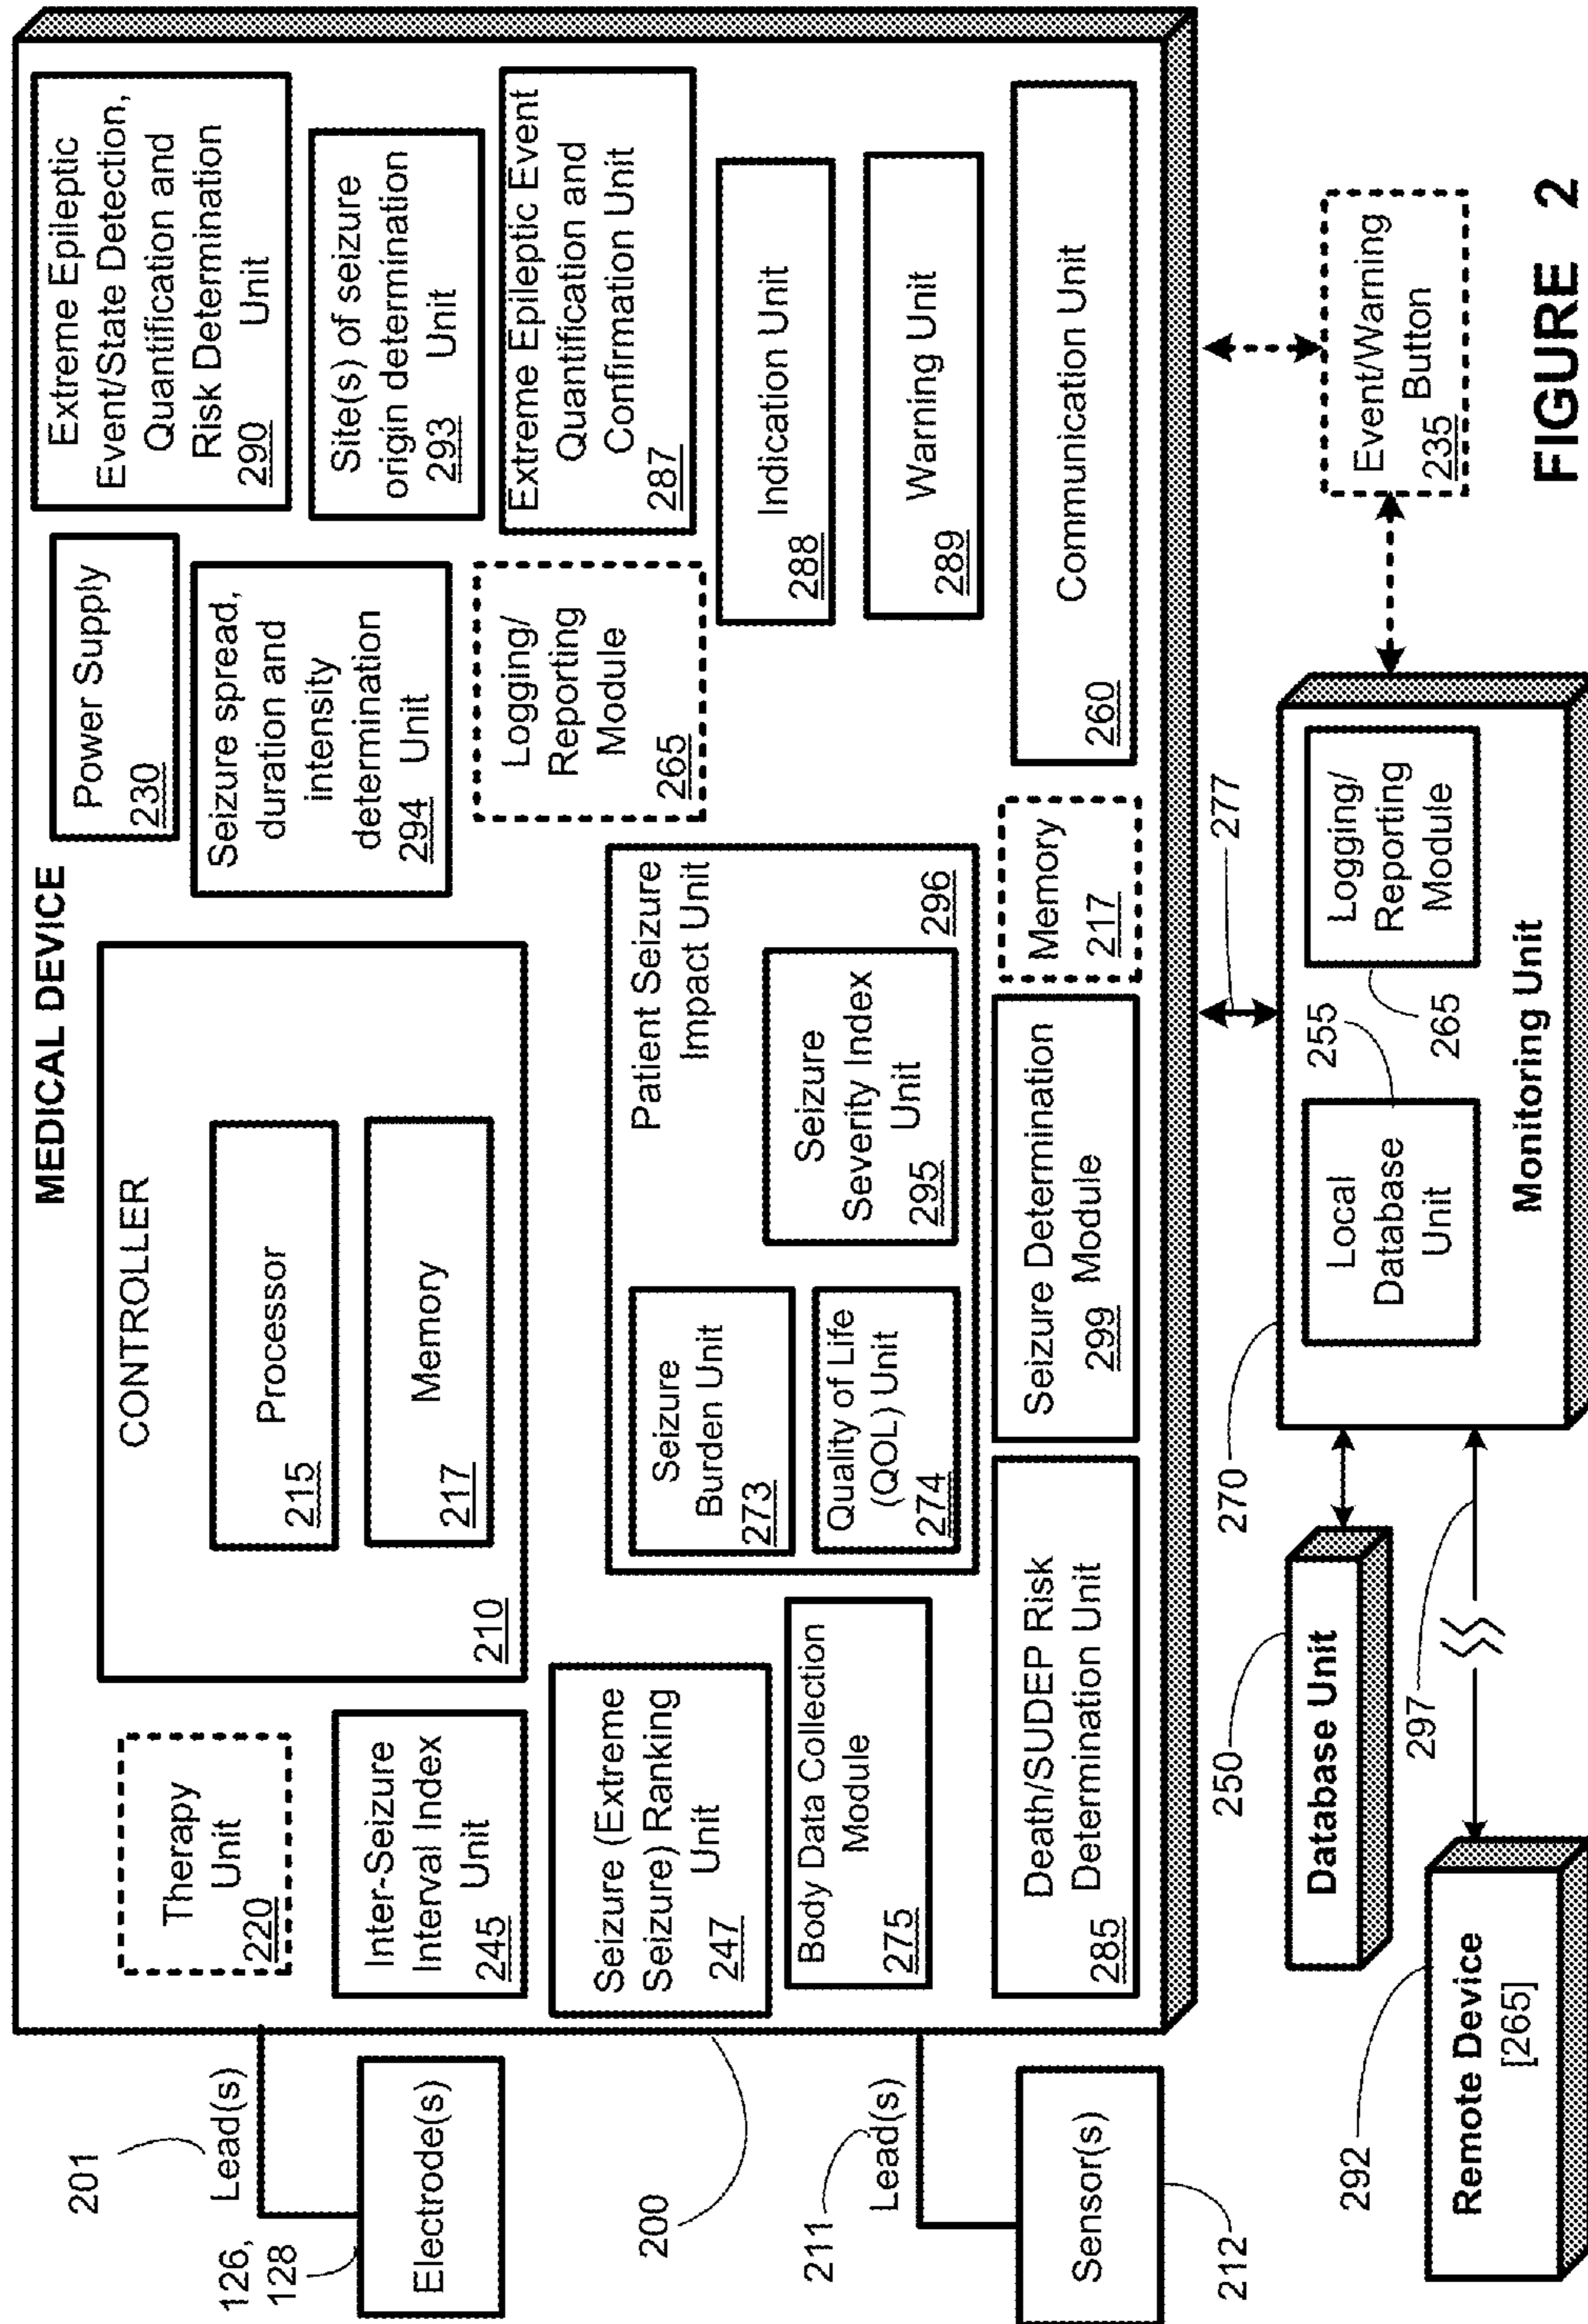 MEDICAL DEVICE
201
Lead(s)
126,
128
Electrode(s)
200
211
Lead(s)
Sensor(s)
212
Therapy
Unit
220
Inter-Seizure
Interval Index
Unit
245
Seizure (Extreme
Seizure) Ranking
Unit
247
Body Data Collection
Module
275
Death/SUDEP Risk
Determination Unit
285
CONTROLLER
Processor
215
Memory
217
210
Patient Seizure
Impact Unit
296
Seizure
Burden Unit
273
Quality of Life
(QOL) Unit
274
Seizure
Severity Index
Unit
295
Seizure Determination
Module
299
Memory
217
Power Supply
230
Seizure spread,
duration and
intensity
determination
Unit
294
Logging/
Reporting
Module
265
Extreme Epileptic
Event/State Detection,
Quantification and
Risk Determination
Unit
290
Site(s) of seizure
origin determination
Unit
293
Extreme Epileptic Event
Quantification and
Confirmation Unit
287
Indication Unit
288
Warning Unit
289
Communication Unit
260
277
Event/Warning
Button
235
270
Local
Database
Unit
255
Logging/
Reporting
Module
265
Monitoring Unit
250
Database Unit
297
292
Remote Device
[265]
FIGURE 2